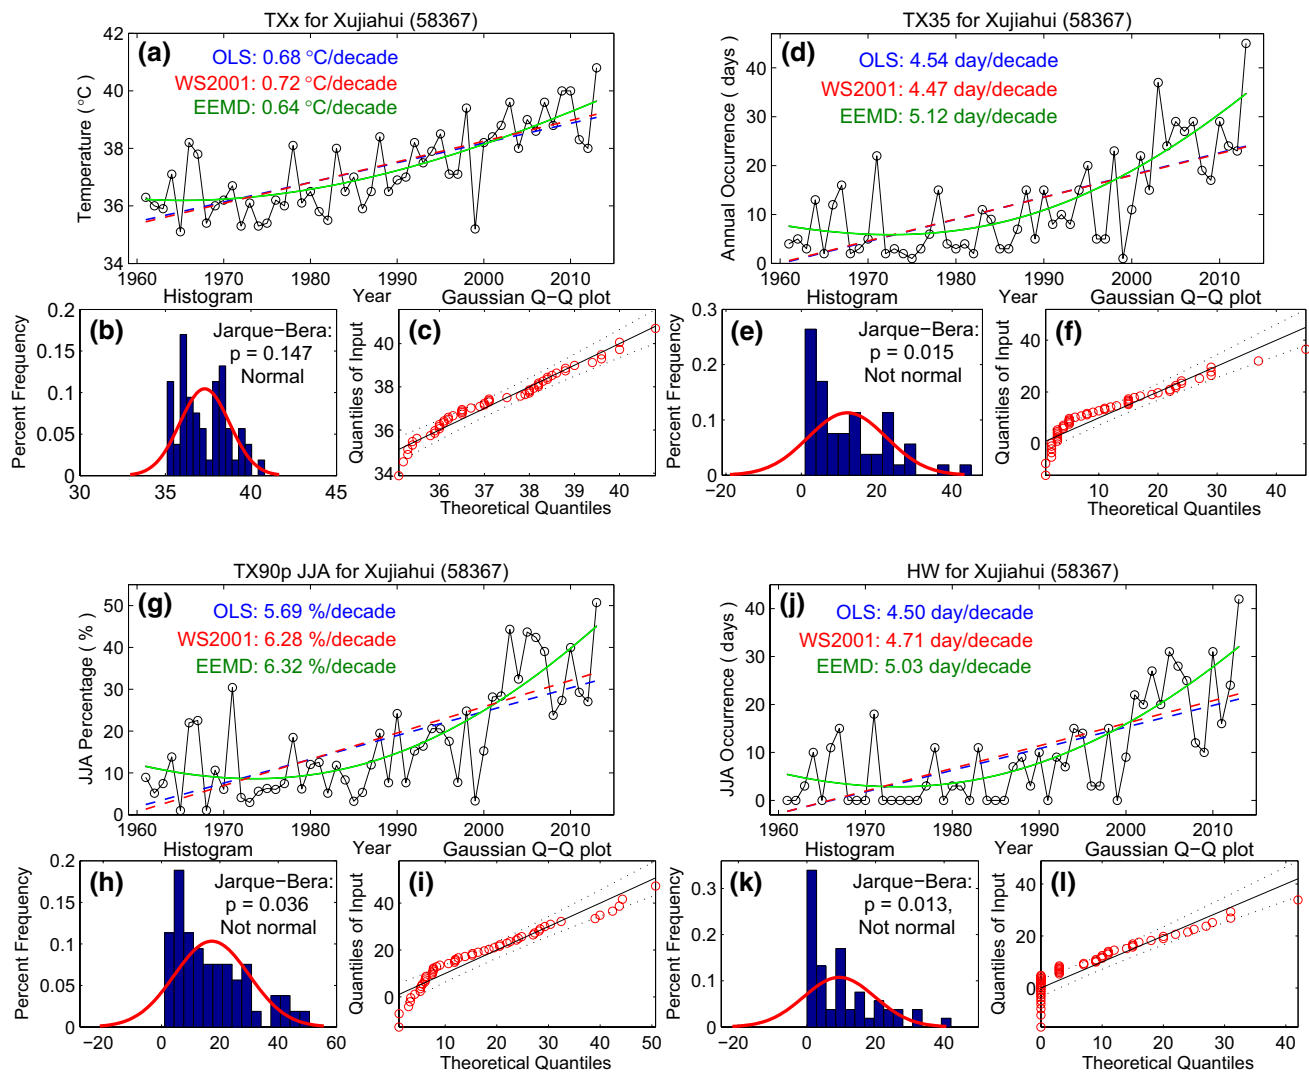 TXx for Xujiahui (58367)
(a)
OLS: 0.68 °C/decade
WS2001: 0.72 °C/decade
EEMD: 0.64 °C/decade
Temperature ( °C )
42
40
38
36
34
1960 1970 1980 1990 2000 2010
Year
TX35 for Xujiahui (58367)
(d)
OLS: 4.54 day/decade
WS2001: 4.47 day/decade
EEMD: 5.12 day/decade
Annual Occurrence ( days)
40
30
20
10
0
1960 1970 1980 1990 2000 2010
Year
Histogram
(b)
Jarque−Bera:
p = 0.147
Normal
Percent Frequency
0.2
0.15
0.1
0.05
0
30 35 40 45
Gaussian Q−Q plot
(c)
Quantiles of Input
40
38
36
34
36 37 38 39 40
Theoretical Quantiles
Histogram
(e)
Jarque−Bera:
p = 0.015
Not normal
Percent Frequency
0.3
0.2
0.1
0
−20 0 20 40
Gaussian Q−Q plot
(f)
Quantiles of Input
40
20
0
10 20 30 40
Theoretical Quantiles
TX90p JJA for Xujiahui (58367)
(g)
OLS: 5.69 %/decade
WS2001: 6.28 %/decade
EEMD: 6.32 %/decade
JJA Percentage ( % )
50
40
30
20
10
0
1960 1970 1980 1990 2000 2010
Year
HW for Xujiahui (58367)
(j)
OLS: 4.50 day/decade
WS2001: 4.71 day/decade
EEMD: 5.03 day/decade
JJA Occurrence ( days)
40
30
20
10
0
1960 1970 1980 1990 2000 2010
Year
Histogram
(h)
Jarque−Bera:
p = 0.036
Not normal
Percent Frequency
0.2
0.15
0.1
0.05
0
−20 0 20 40 60
Gaussian Q−Q plot
(i)
Quantiles of Input
40
20
0
10 20 30 40 50
Theoretical Quantiles
Histogram
(k)
Jarque−Bera:
p = 0.013,
Not normal
Percent Frequency
0.3
0.2
0.1
0
−20 0 20 40
Gaussian Q−Q plot
(l)
Quantiles of Input
40
20
0
0 10 20 30 40
Theoretical Quantiles